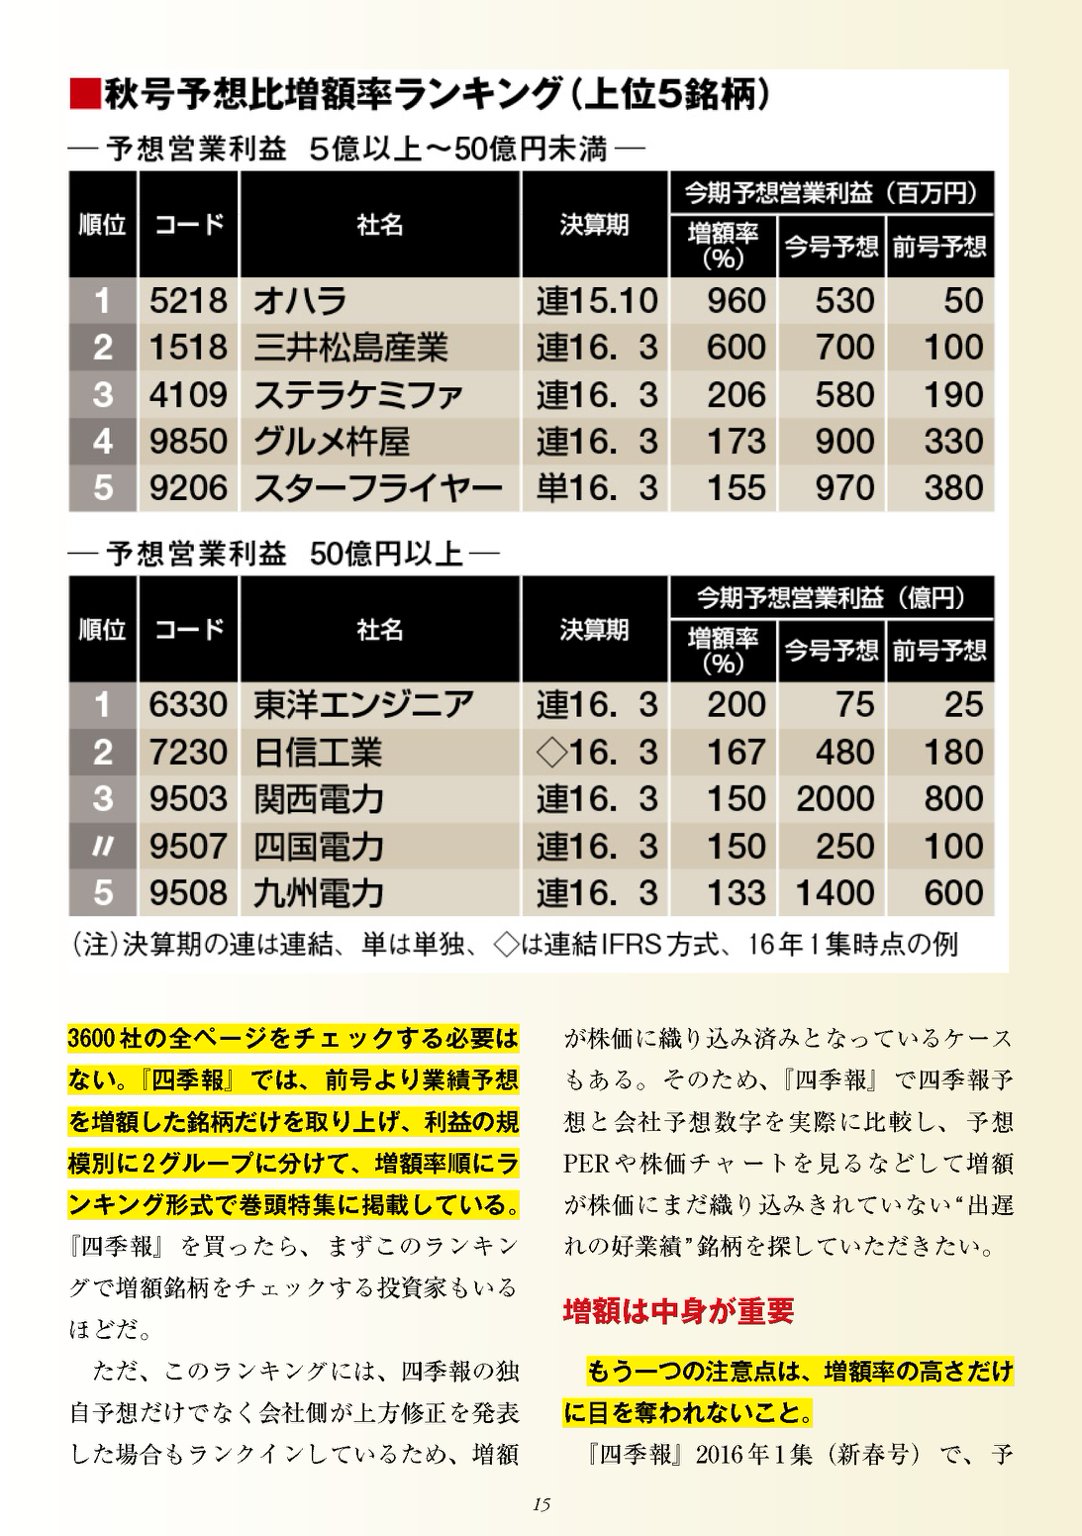 ■秋号予想比増額率ランキング（上位5銘柄）
― 予想営業利益 5億以上～50億円未満 ―
順位 コード 社名 決算期 今期予想営業利益（百万円）
増額率（%） 今号予想 前号予想
1 5218 オハラ 連15.10 960 530 50
2 1518 三井松島産業 連16. 3 600 700 100
3 4109 ステラケミファ 連16. 3 206 580 190
4 9850 グルメ杵屋 連16. 3 173 900 330
5 9206 スターフライヤー 単16. 3 155 970 380
― 予想営業利益 50億円以上 ―
順位 コード 社名 決算期 今期予想営業利益（億円）
増額率（%） 今号予想 前号予想
1 6330 東洋エンジニア 連16. 3 200 75 25
2 7230 日信工業 ◇16. 3 167 480 180
3 9503 関西電力 連16. 3 150 2000 800
〃 9507 四国電力 連16. 3 150 250 100
5 9508 九州電力 連16. 3 133 1400 600
（注）決算期の連は連結、単は単独、◇は連結IFRS方式、16年1集時点の例
3600社の全ページをチェックする必要は
ない。『四季報』では、前号より業績予想
を増額した銘柄だけを取り上げ、利益の規
模別に2グループに分けて、増額率順にラ
ンキング形式で巻頭特集に掲載している。
『四季報』を買ったら、まずこのランキン
グで増額銘柄をチェックする投資家もいる
ほどだ。
ただ、このランキングには、四季報の独
自予想だけでなく会社側が上方修正を発表
した場合もランクインしているため、増額
が株価に織り込み済みとなっているケース
もある。そのため、『四季報』で四季報予
想と会社予想数字を実際に比較し、予想
PERや株価チャートを見るなどして増額
が株価にまだ織り込みきれていない“出遅
れの好業績”銘柄を探していただきたい。
増額は中身が重要
もう一つの注意点は、増額率の高さだけ
に目を奪われないこと。
『四季報』2016年1集（新春号）で、予
15